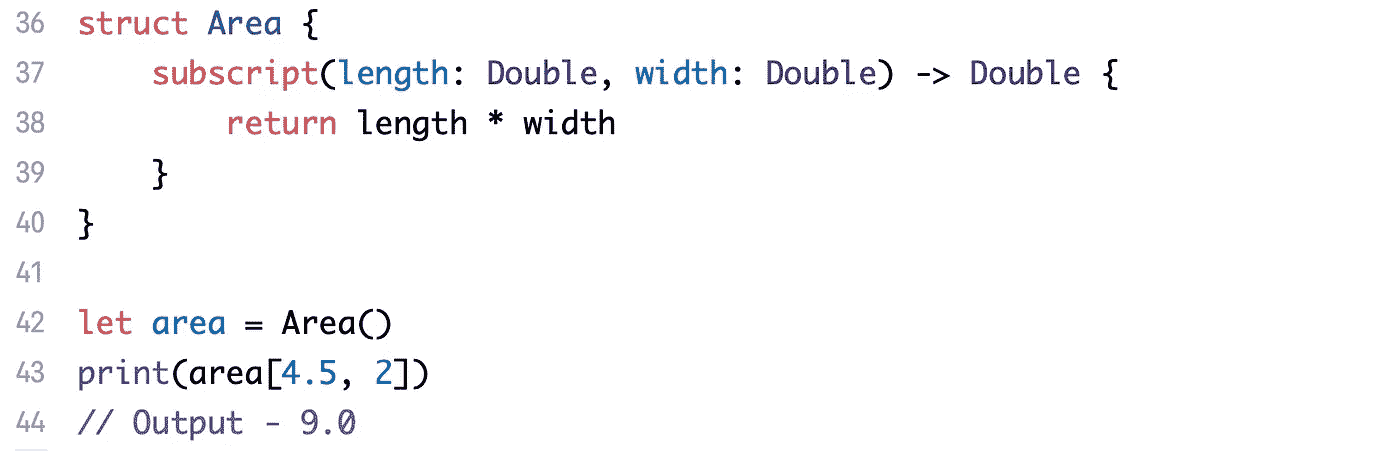 36 struct Area {
37     subscript(length: Double, width: Double) -> Double {
38         return length * width
39     }
40 }
41
42 let area = Area()
43 print(area[4.5, 2])
44 // Output - 9.0